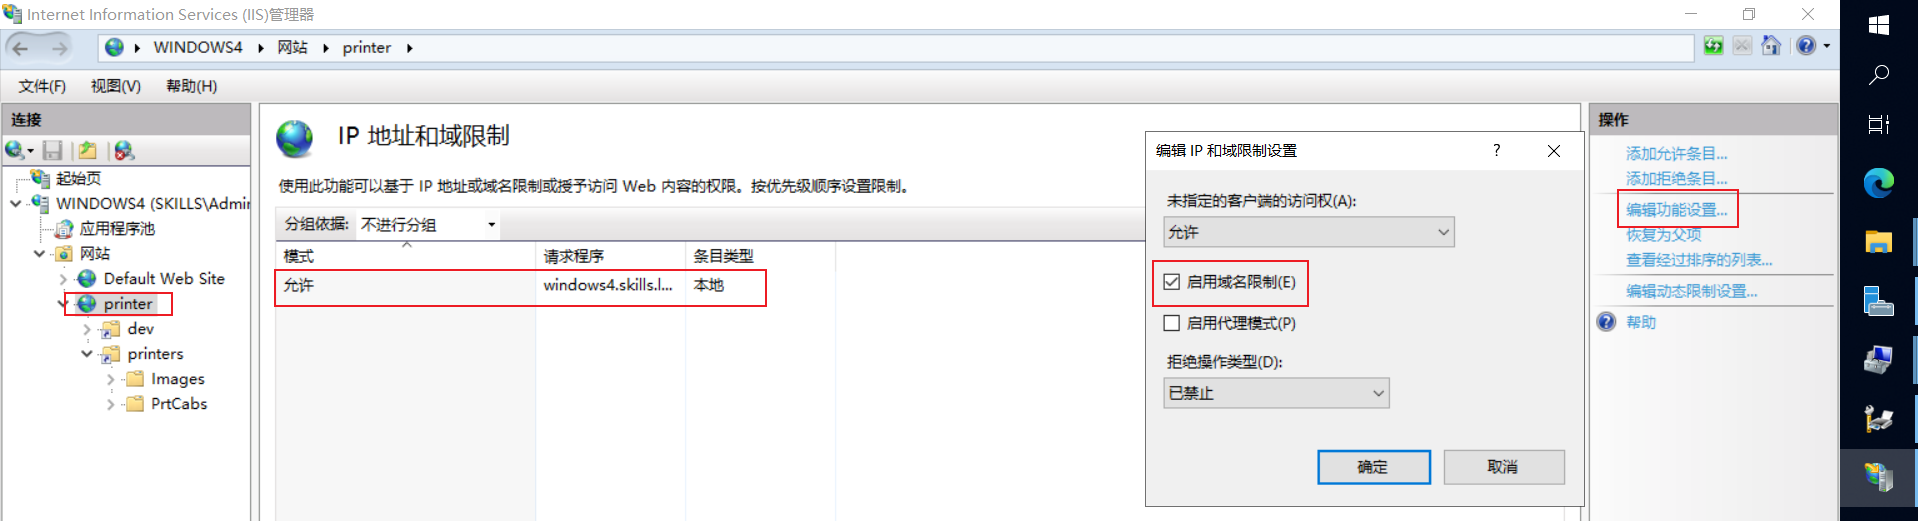 Internet Information Services (IIS)管理器
WINDOWS4 网站 printer
文件(F) 视图(V) 帮助(H)
连接
起始页
WINDOWS4 (SKILLS\Admir
应用程序池
网站
Default Web Site
printer
dev
printers
Images
PrtCabs
IP 地址和域限制
使用此功能可以基于 IP 地址或域名限制或授予访问 Web 内容的权限。按优先级顺序设置限制。
分组依据: 不进行分组
模式 请求程序 条目类型
允许 windows4.skills.l... 本地
编辑 IP 和域限制设置 ?
未指定的客户端的访问权(A):
允许
启用域名限制(E)
启用代理模式(P)
拒绝操作类型(D):
已禁止
确定 取消
操作
添加允许条目...
添加拒绝条目...
编辑功能设置...
恢复为父项
查看经过排序的列表...
编辑动态限制设置...
帮助